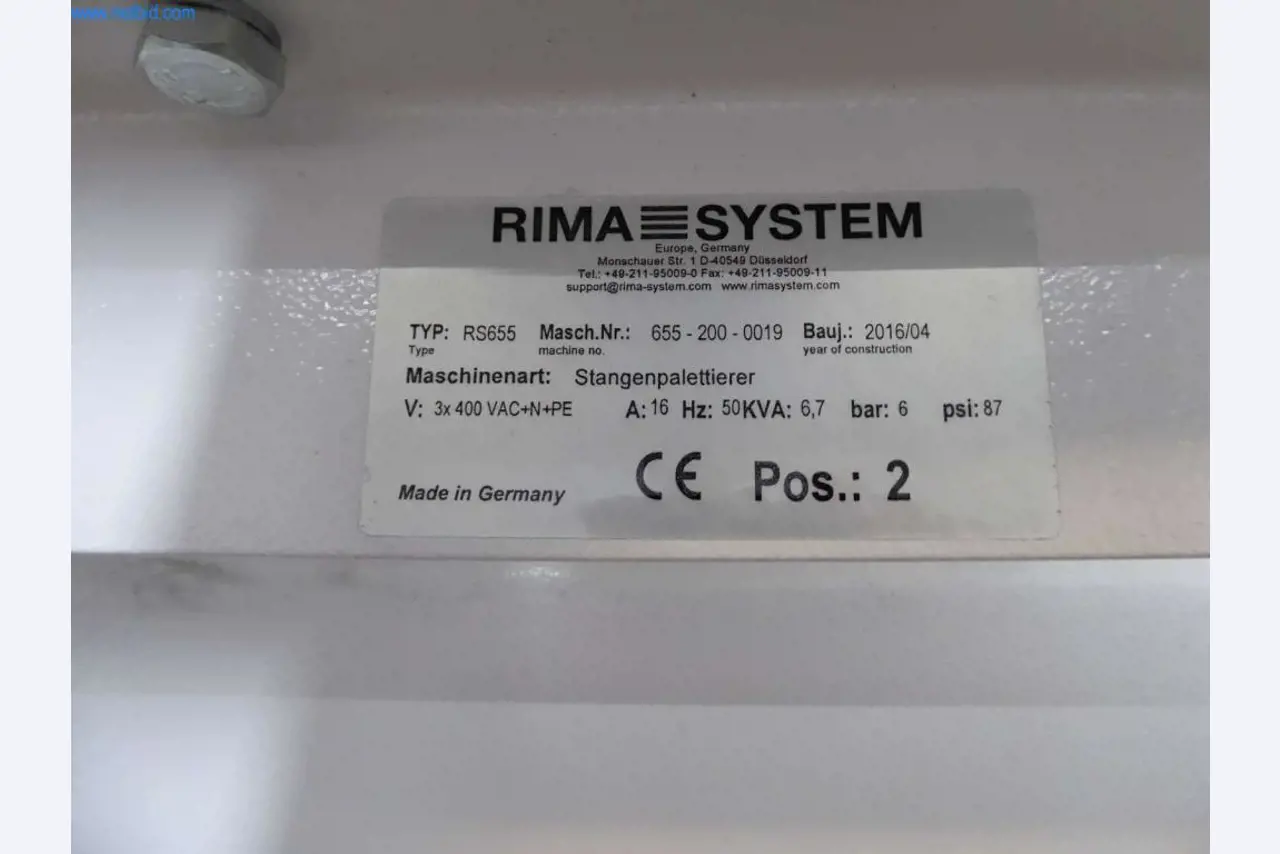 RIMA SYSTEM
Europe, Germany
Monschauer Str. 1 D-40549 Düsseldorf
Tel.: +49-211-95009-0 Fax: +49-211-95009-11
support@rima-system.com www.rimasystem.com
TYP: RS655 Masch.Nr.: 655 - 200 - 0019 Bauj.: 2016/04
Type machine no. year of construction
Maschinenart: Stangenpalettierer
V: 3x 400 VAC+N+PE A: 16 Hz: 50 KVA: 6,7 bar: 6 psi: 87
Made in Germany CE Pos.: 2